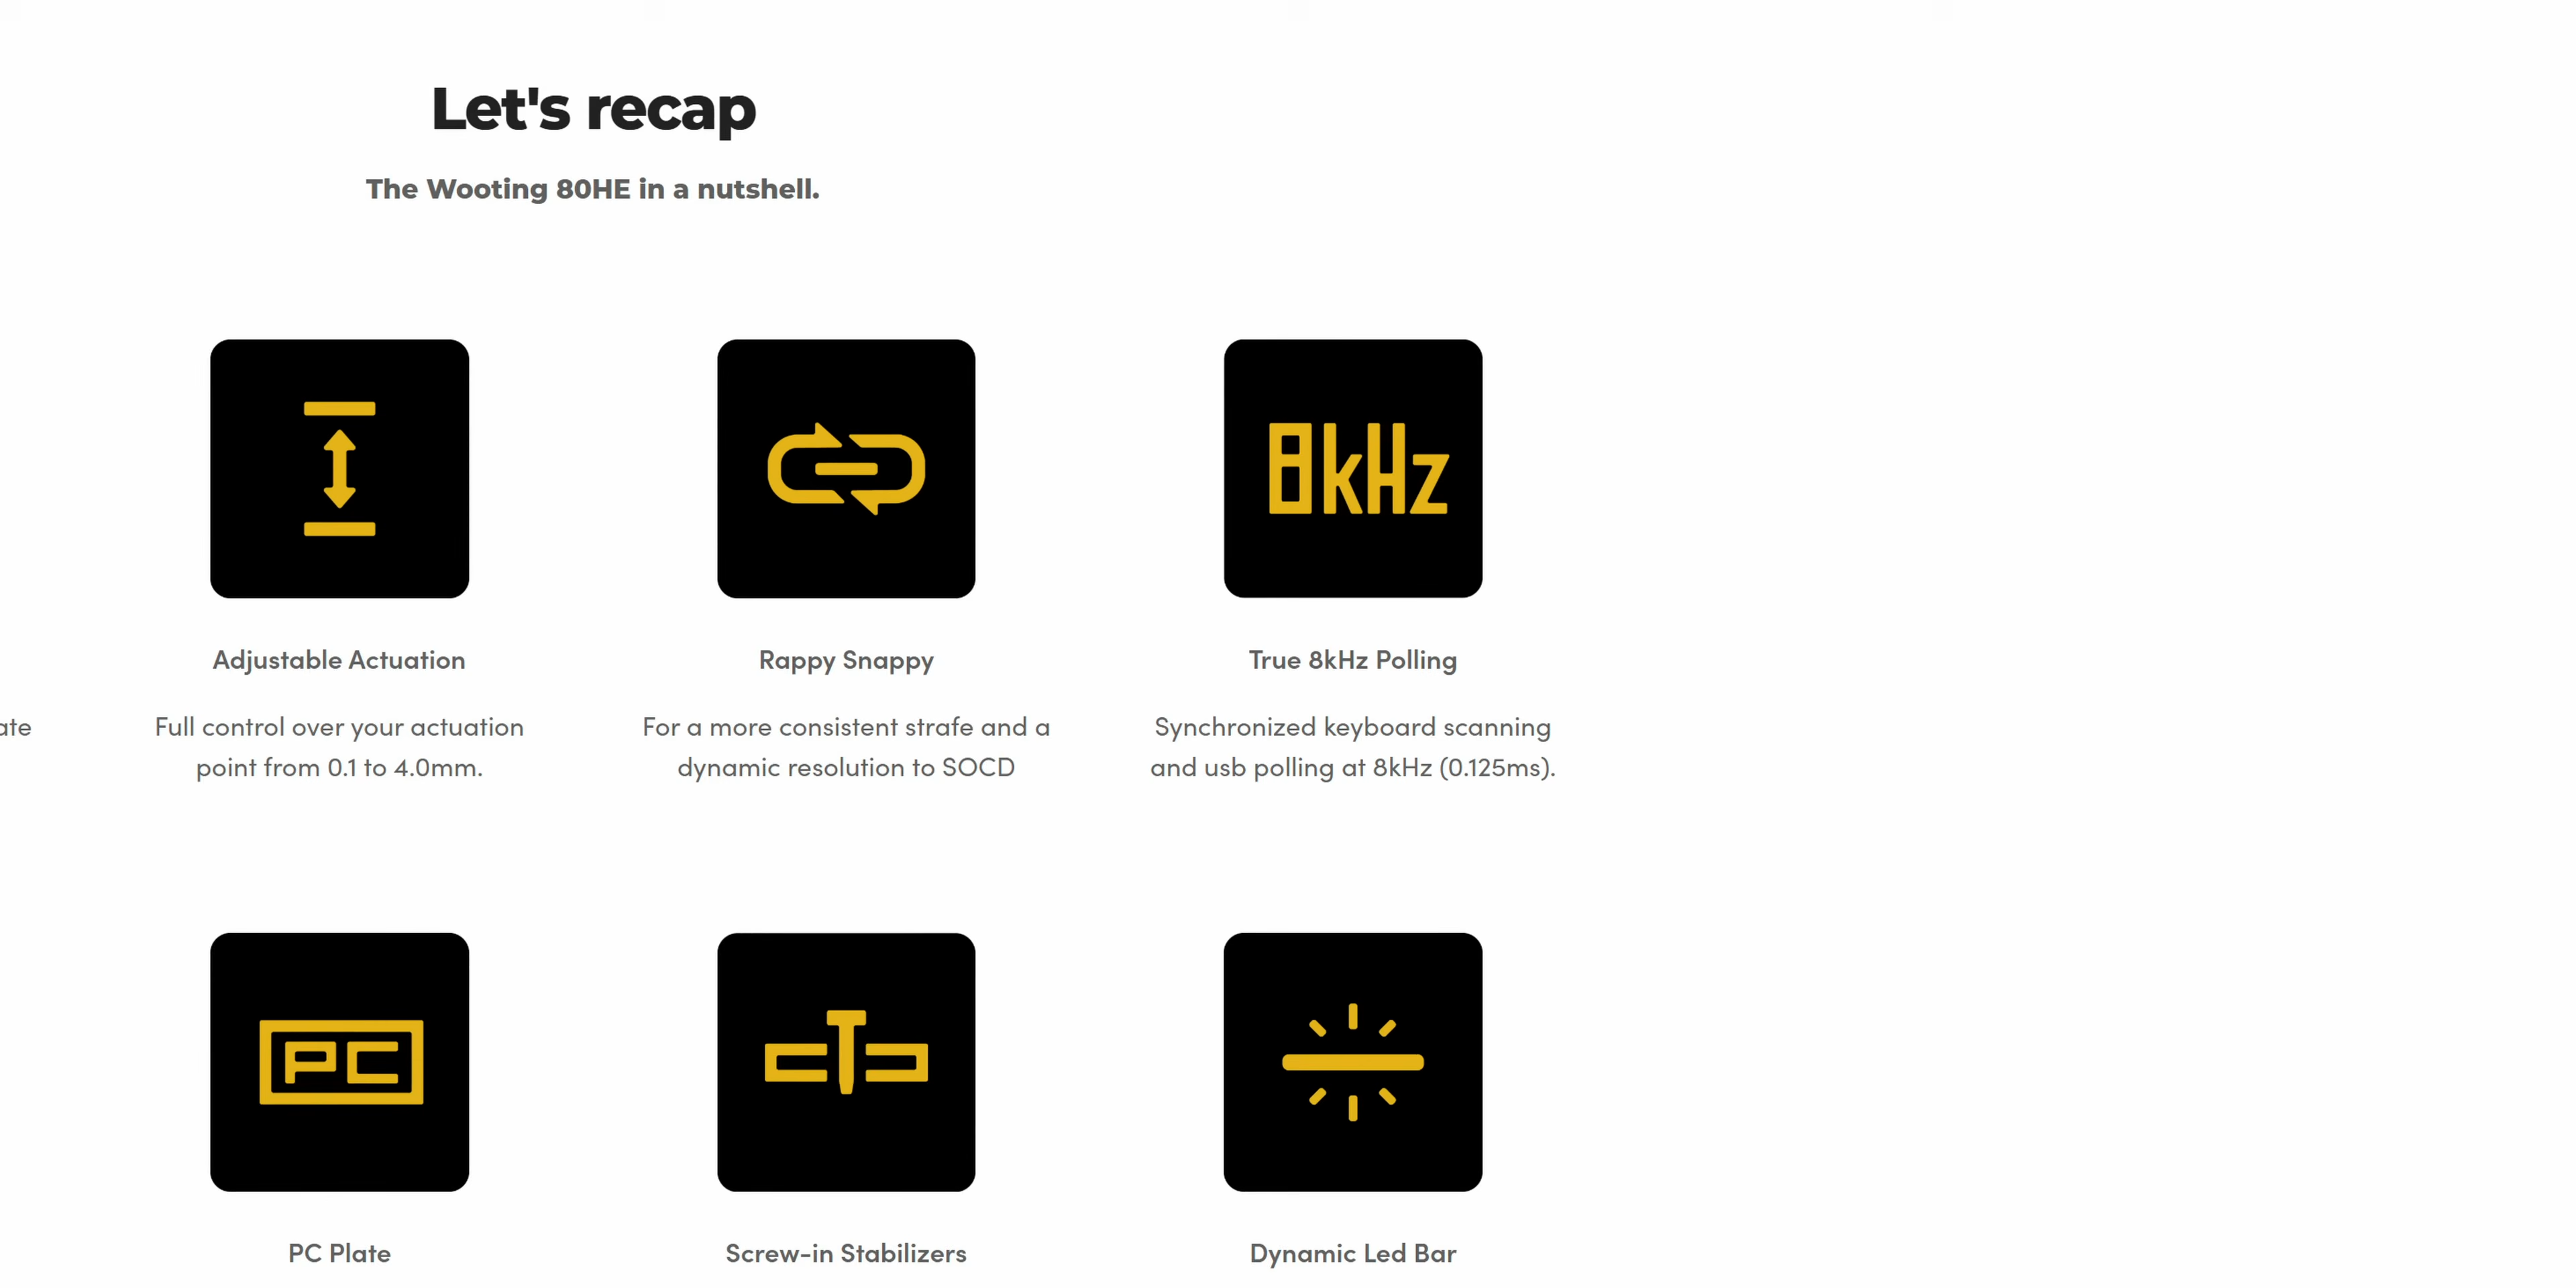 Let's recap
The Wooting 80HE in a nutshell.
8kHz
Adjustable Actuation
Rappy Snappy
True 8kHz Polling
ate
Full control over your actuation
point from 0.1 to 4.0mm.
For a more consistent strafe and a
dynamic resolution to SOCD
Synchronized keyboard scanning
and usb polling at 8kHz (0.125ms).
PC
PC Plate
Screw-in Stabilizers
Dynamic Led Bar